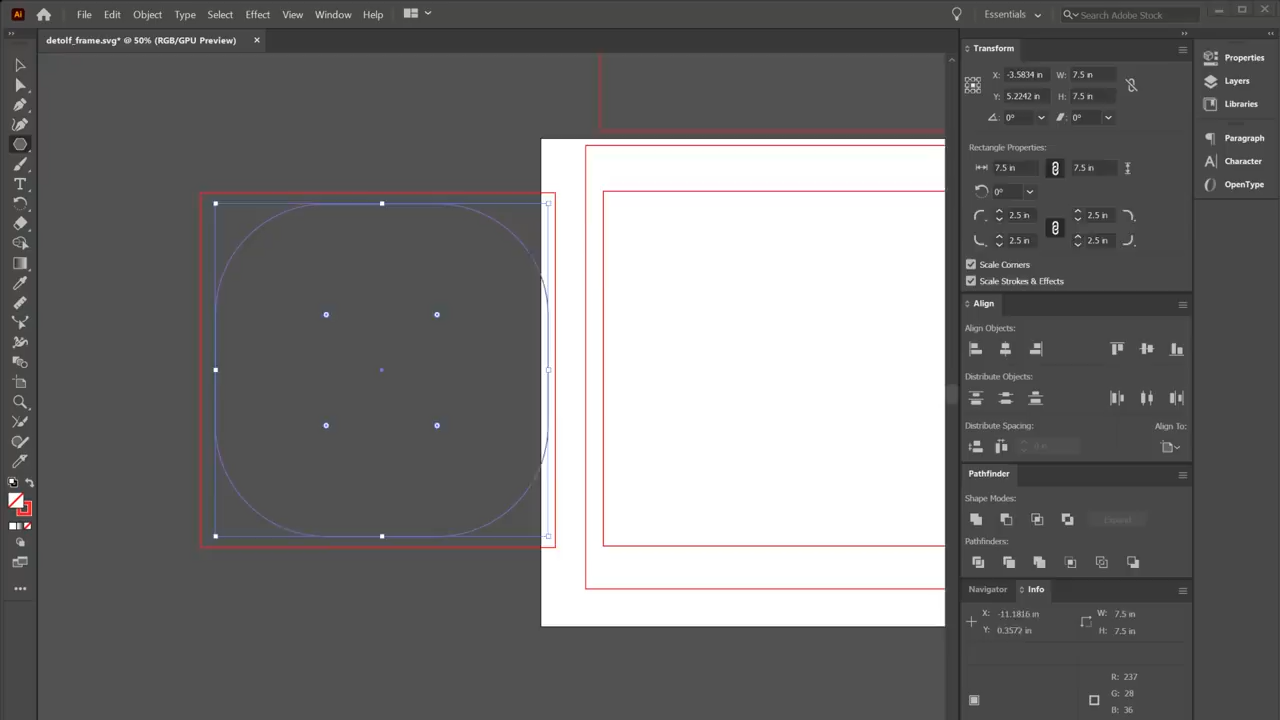 Ai File Edit Object Type Select Effect View Window Help Essentials Search Adobe Stock
detolf_frame.svg* @ 50% (RGB/GPU Preview) ×
Transform
X: -3.5834 in W: 7.5 in
Y: 5.2242 in H: 7.5 in
0° 0°
Rectangle Properties:
7.5 in 7.5 in
0°
2.5 in 2.5 in
2.5 in 2.5 in
Scale Corners
Scale Strokes & Effects
Align
Align Objects:
Distribute Objects:
Distribute Spacing: Align To:
0 in
Pathfinder
Shape Modes:
Expand
Pathfinders:
Navigator Info
X: -11.1816 in W: 7.5 in
Y: 0.3572 in H: 7.5 in
R: 237
G: 28
B: 36
Properties
Layers
Libraries
Paragraph
Character
OpenType